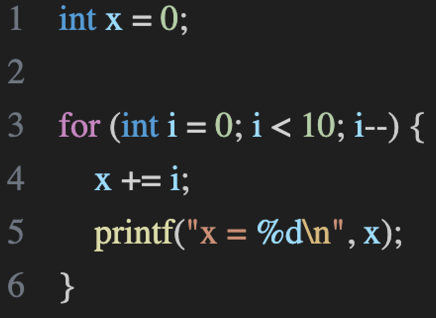 1 int x = 0;
2
3 for (int i = 0; i < 10; i--) {
4 x += i;
5 printf("x = %d\n", x);
6 }